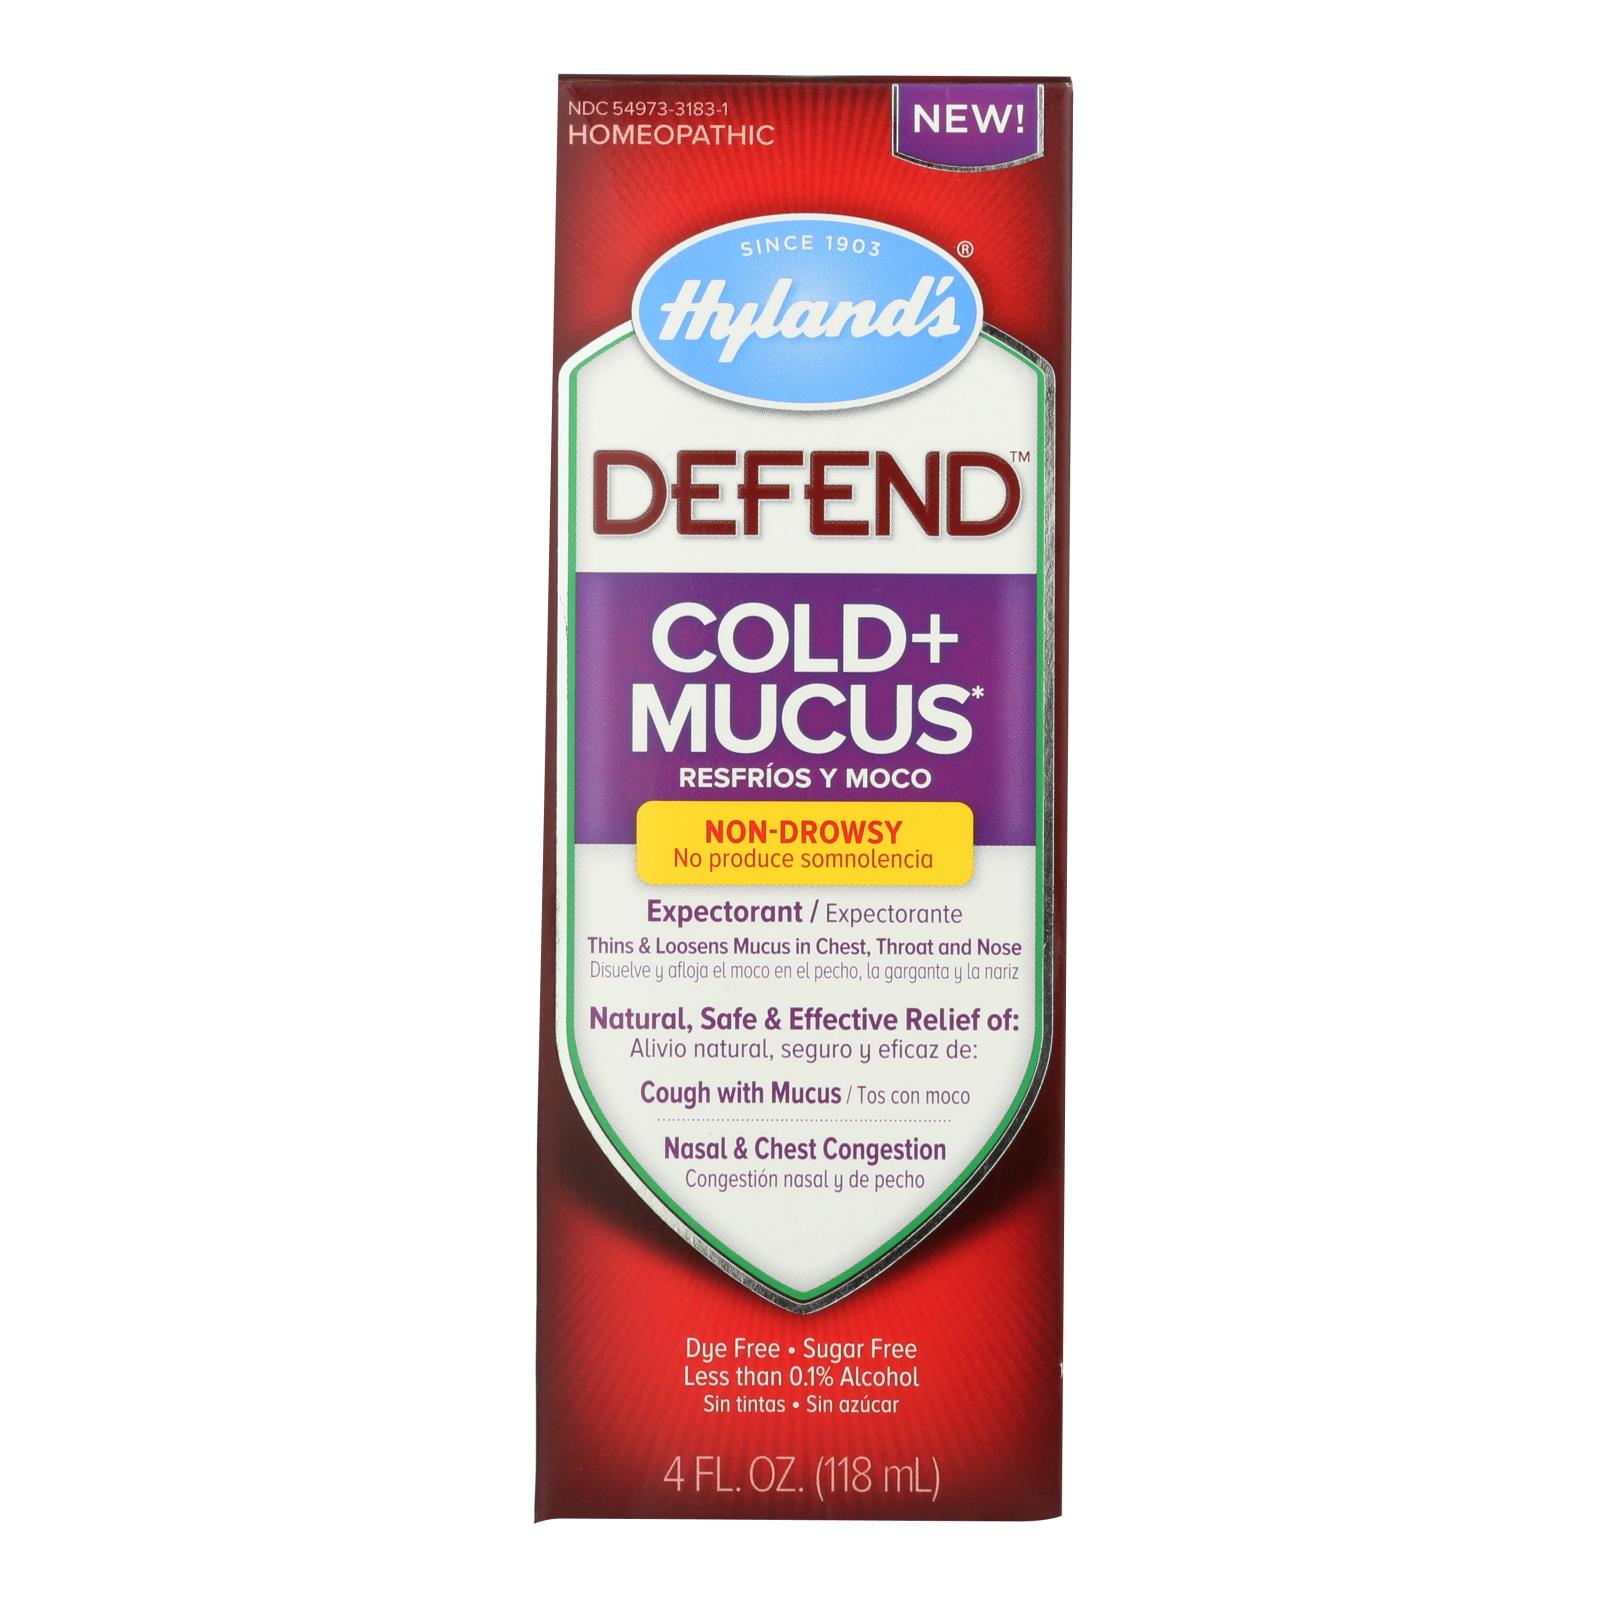 NDC 54973-3183-1
HOMEOPATHIC
NEW!
SINCE 1903
®
Hyland's
DEFEND™
COLD+
MUCUS*
RESFRÍOS Y MOCO
NON-DROWSY
No produce somnolencia
Expectorant / Expectorante
Thins & Loosens Mucus in Chest, Throat and Nose
Disuelve y afloja el moco en el pecho, la garganta y la nariz
Natural, Safe & Effective Relief of:
Alivio natural, seguro y eficaz de:
Cough with Mucus / Tos con moco
Nasal & Chest Congestion
Congestión nasal y de pecho
Dye Free • Sugar Free
Less than 0.1% Alcohol
Sin tintas • Sin azúcar
4 FL. OZ. (118 mL)